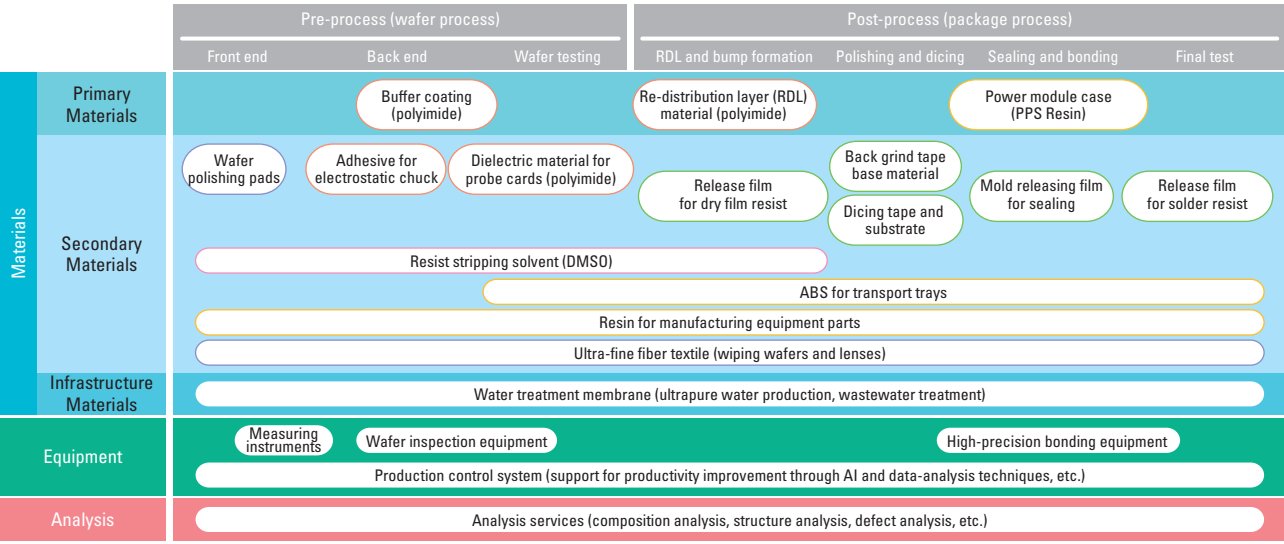 Pre-process (wafer process)
Post-process (package process)
Front end
Back end
Wafer testing
RDL and bump formation
Polishing and dicing
Sealing and bonding
Final test
Materials
Primary
Materials
Buffer coating
(polyimide)
Re-distribution layer (RDL)
material (polyimide)
Power module case
(PPS Resin)
Secondary
Materials
Wafer
polishing pads
Adhesive for
electrostatic chuck
Dielectric material for
probe cards (polyimide)
Release film
for dry film resist
Back grind tape
base material
Dicing tape and
substrate
Mold releasing film
for sealing
Release film
for solder resist
Resist stripping solvent (DMSO)
ABS for transport trays
Resin for manufacturing equipment parts
Ultra-fine fiber textile (wiping wafers and lenses)
Infrastructure
Materials
Water treatment membrane (ultrapure water production, wastewater treatment)
Equipment
Measuring
instruments
Wafer inspection equipment
High-precision bonding equipment
Production control system (support for productivity improvement through AI and data-analysis techniques, etc.)
Analysis
Analysis services (composition analysis, structure analysis, defect analysis, etc.)